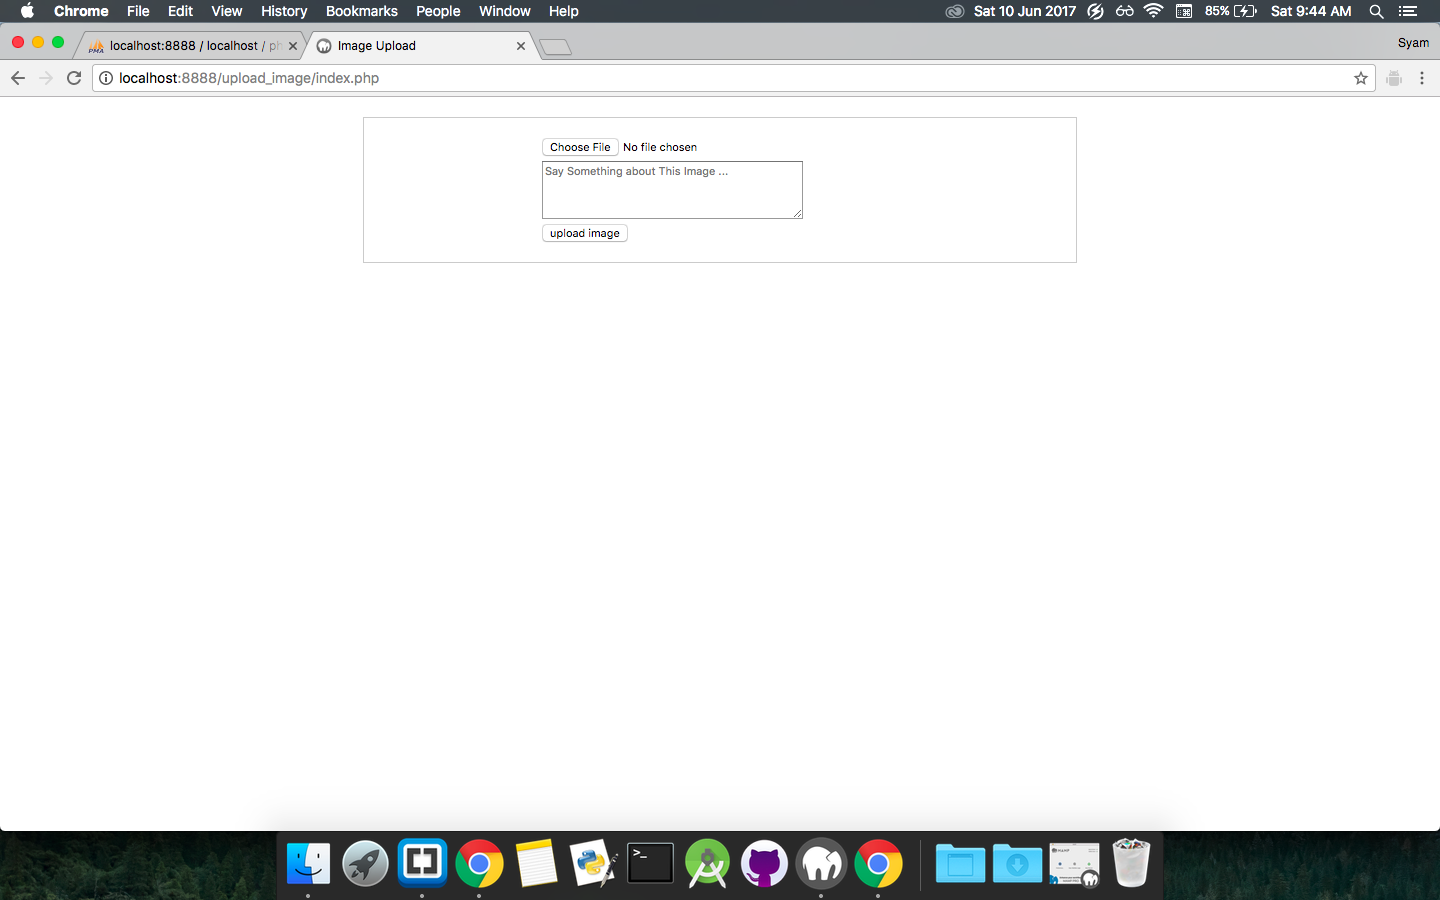 Chrome File Edit View History Bookmarks People Window Help Sat 10 Jun 2017 85% Sat 9:44 AM
PMA localhost:8888 / localhost / ph Image Upload Syam
localhost:8888/upload_image/index.php
Choose File No file chosen
Say Something about This Image ...
upload image
>_